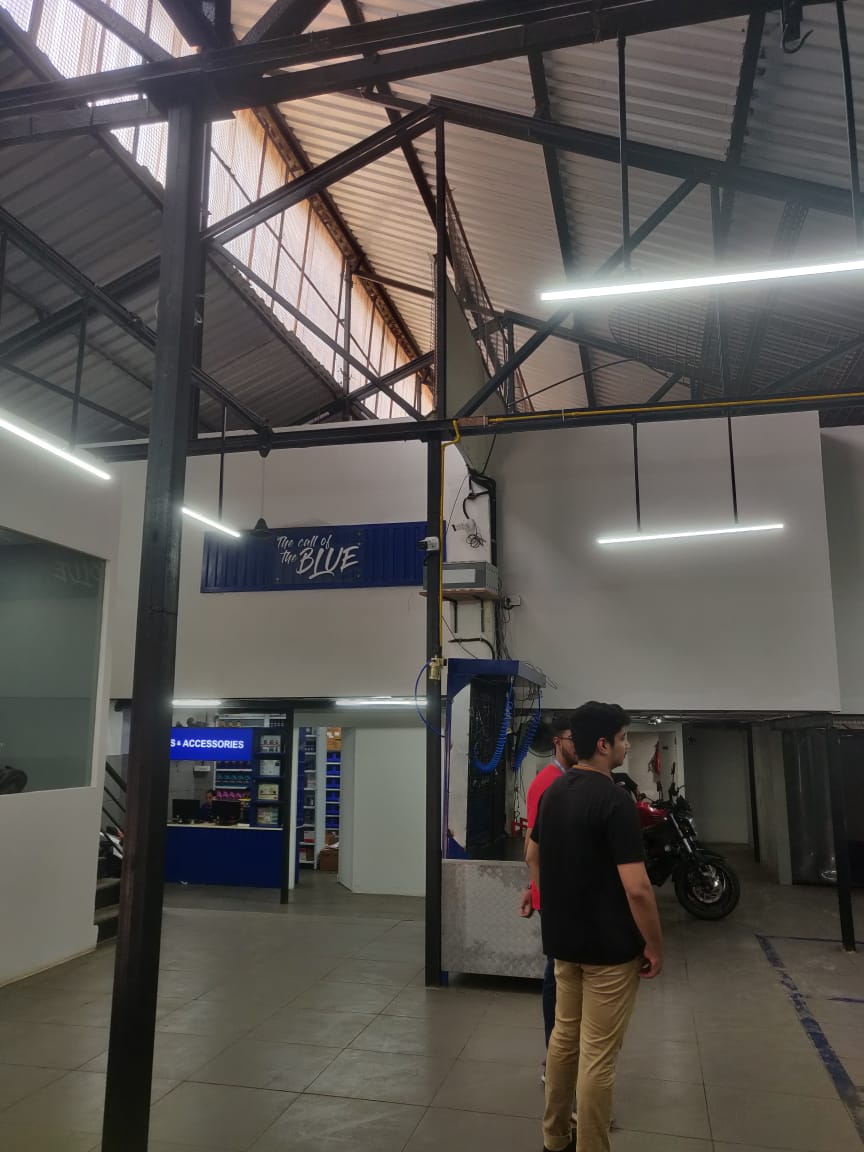 The call of
the BLUE
S & ACCESSORIES